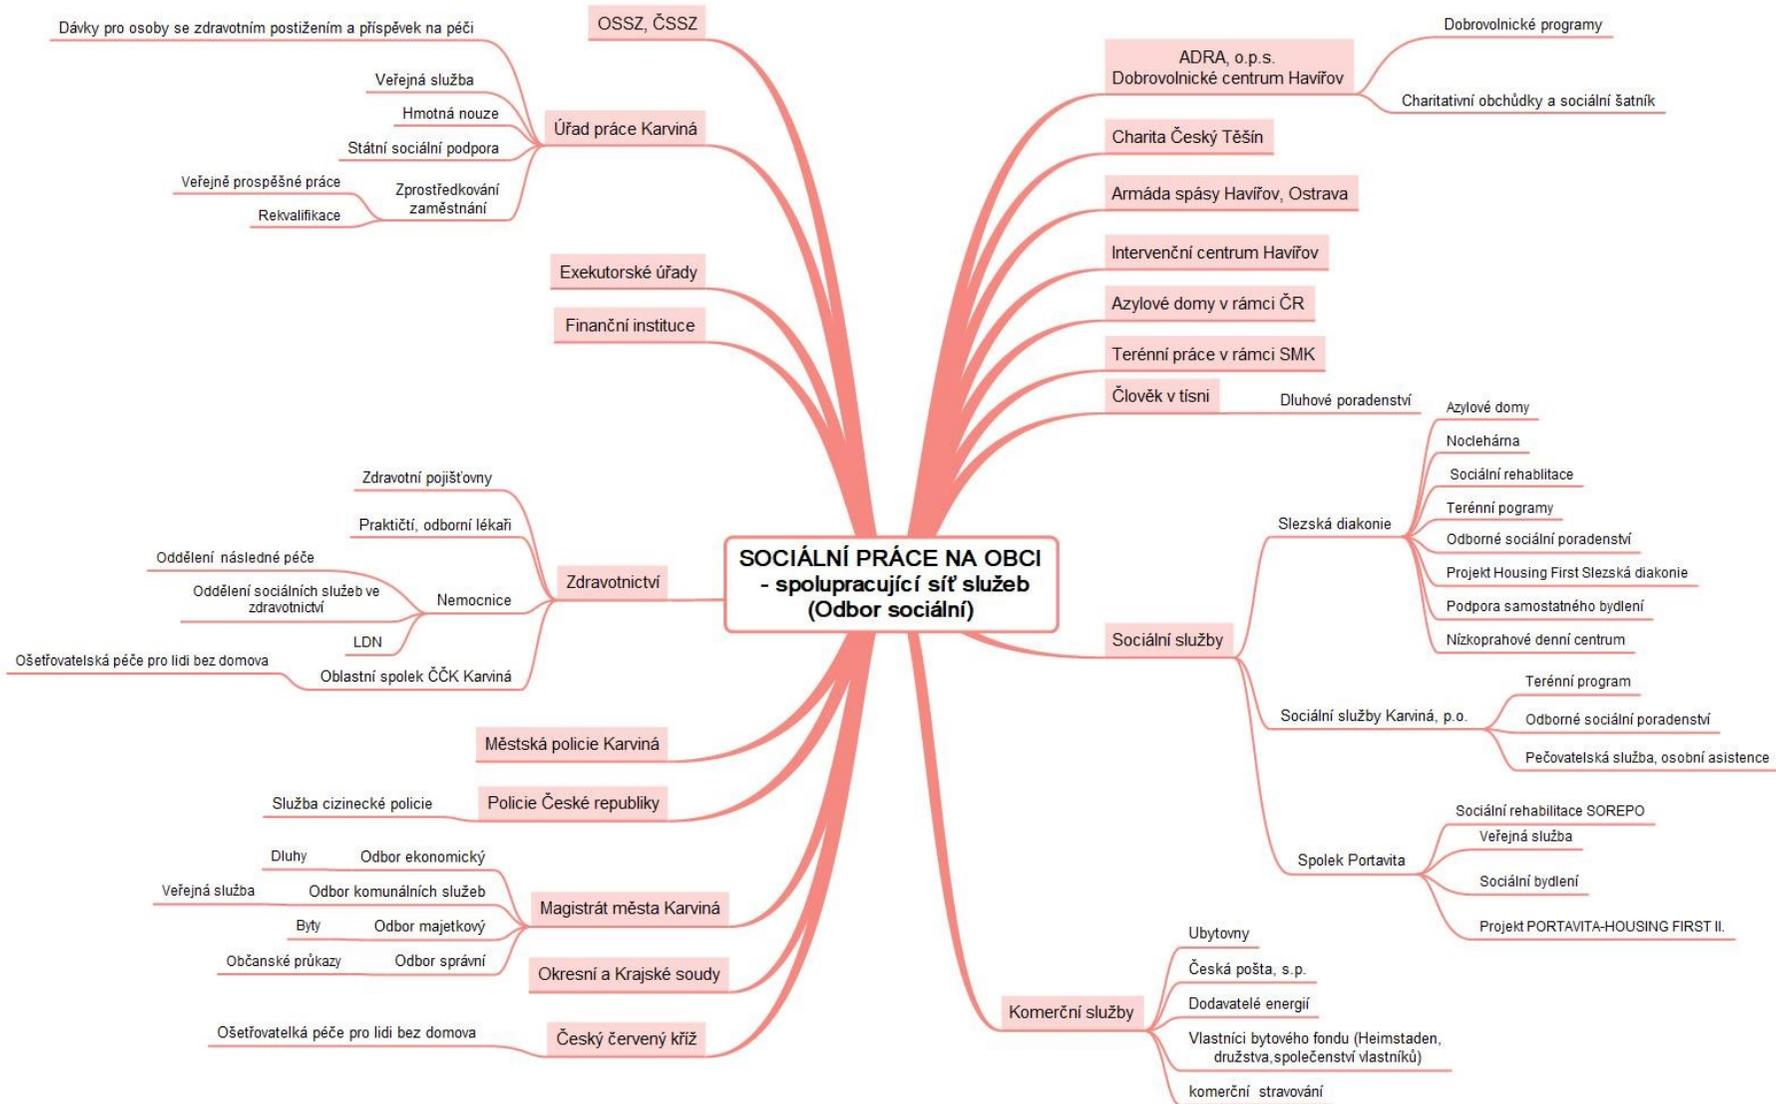 SOCIÁLNÍ PRÁCE NA OBCI
- spolupracující síť služeb
(Odbor sociální)
OSSZ, ČSSZ
Úřad práce Karviná
Dávky pro osoby se zdravotním postižením a příspěvek na péči
Veřejná služba
Hmotná nouze
Státní sociální podpora
Zprostředkování
zaměstnání
Veřejně prospěšné práce
Rekvalifikace
Exekutorské úřady
Finanční instituce
Zdravotnictví
Zdravotní pojišťovny
Praktičtí, odborní lékaři
Nemocnice
Oddělení následné péče
Oddělení sociálních služeb ve
zdravotnictví
LDN
Oblastní spolek ČČK Karviná
Ošetřovatelská péče pro lidi bez domova
Městská policie Karviná
Policie České republiky
Služba cizinecké policie
Magistrát města Karviná
Odbor ekonomický
Dluhy
Odbor komunálních služeb
Veřejná služba
Odbor majetkový
Byty
Odbor správní
Občanské průkazy
Okresní a Krajské soudy
Český červený kříž
Ošetřovatelká péče pro lidi bez domova
ADRA, o.p.s.
Dobrovolnické centrum Havířov
Dobrovolnické programy
Charitativní obchůdky a sociální šatník
Charita Český Těšín
Armáda spásy Havířov, Ostrava
Intervenční centrum Havířov
Azylové domy v rámci ČR
Terénní práce v rámci SMK
Člověk v tísni
Dluhové poradenství
Sociální služby
Slezská diakonie
Azylové domy
Noclehárna
Sociální rehablitace
Terénní pogramy
Odborné sociální poradenství
Projekt Housing First Slezská diakonie
Podpora samostatného bydlení
Nízkoprahové denní centrum
Sociální služby Karviná, p.o.
Terénní program
Odborné sociální poradenství
Pečovatelská služba, osobní asistence
Spolek Portavita
Sociální rehabilitace SOREPO
Veřejná služba
Sociální bydlení
Projekt PORTAVITA-HOUSING FIRST II.
Komerční služby
Ubytovny
Česká pošta, s.p.
Dodavatelé energií
Vlastníci bytového fondu (Heimstaden,
družstva,společenství vlastníků)
komerční stravování